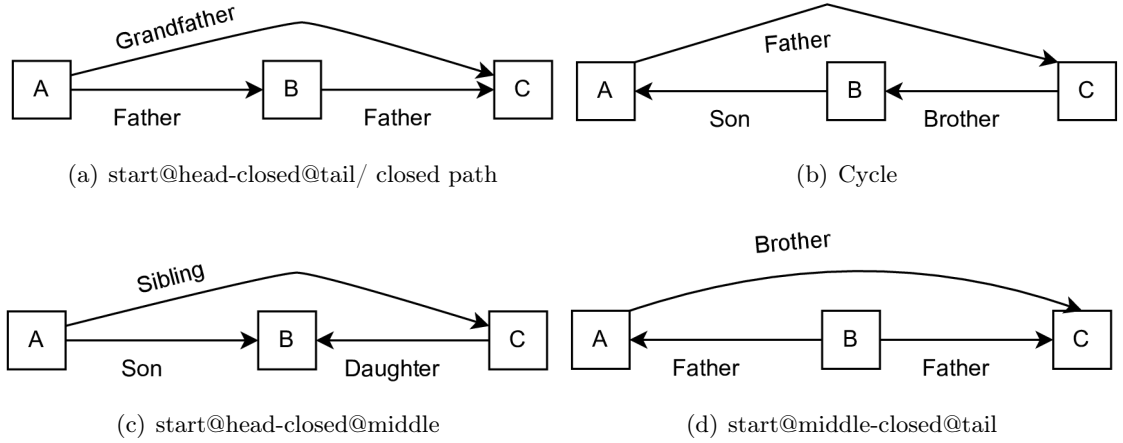 Grandfather
A B C
Father Father
(a) start@head-closed@tail/ closed path
Father
A B C
Son Brother
(b) Cycle
Sibling
A B C
Son Daughter
(c) start@head-closed@middle
Brother
A B C
Father Father
(d) start@middle-closed@tail